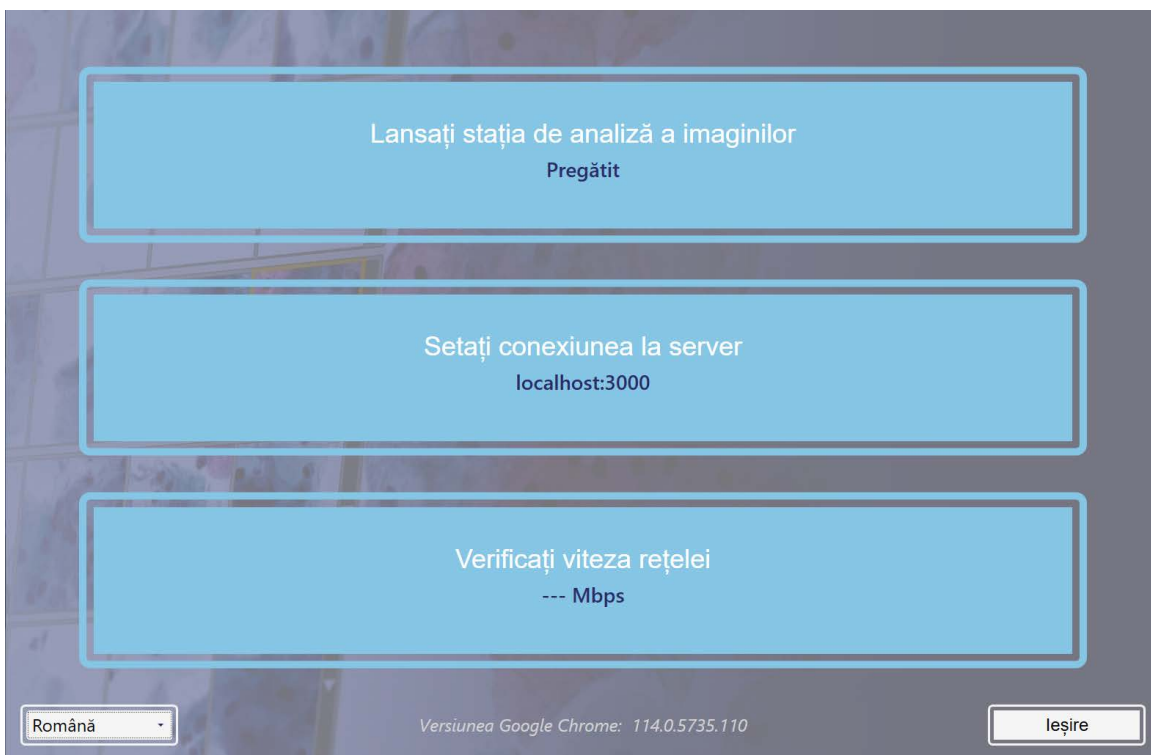 Lansați stația de analiză a imaginilor
Pregătit
Setați conexiunea la server
localhost:3000
Verificați viteza rețelei
--- Mbps
Română
Versiunea Google Chrome: 114.0.5735.110
Ieșire